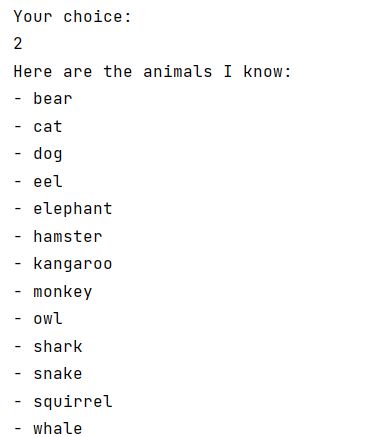 Your choice:
2
Here are the animals I know:
- bear
- cat
- dog
- eel
- elephant
- hamster
- kangaroo
- monkey
- owl
- shark
- snake
- squirrel
- whale